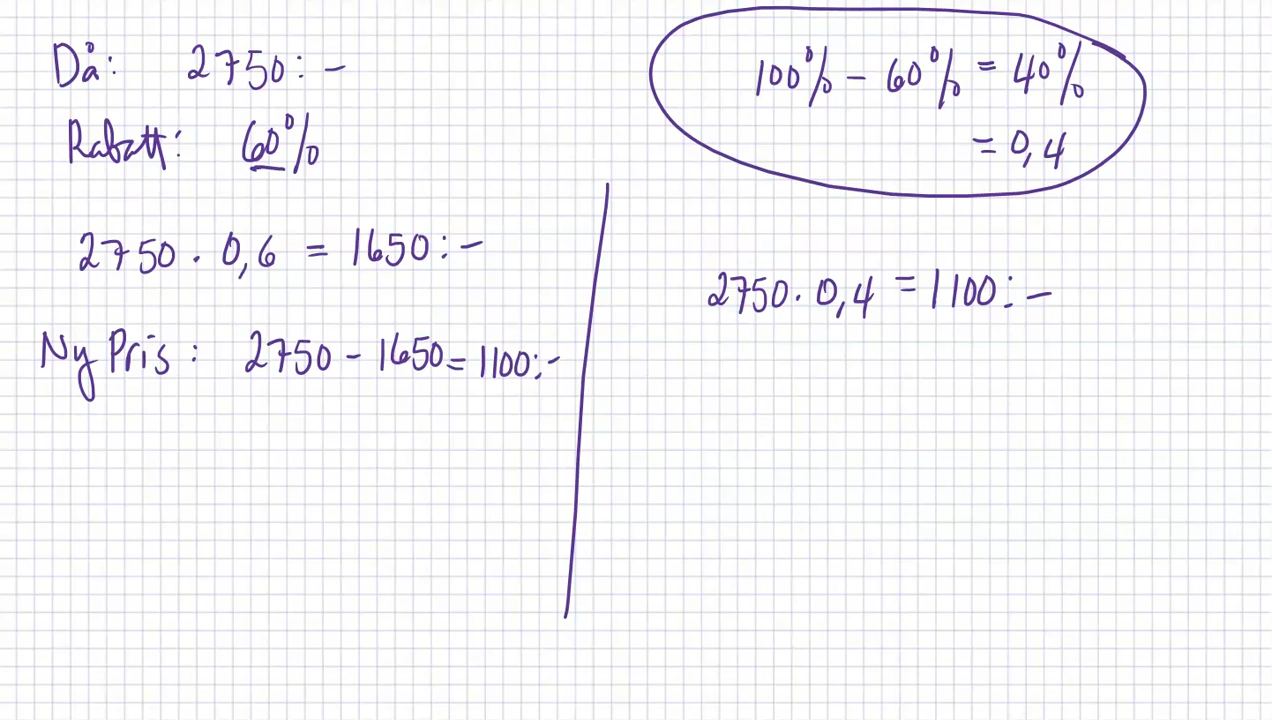 Då: 2750:-
Rabatt: 60%
2750 · 0,6 = 1650:-
Ny Pris: 2750 - 1650 = 1100:-
100% - 60% = 40%
= 0,4
2750 · 0,4 = 1100:-